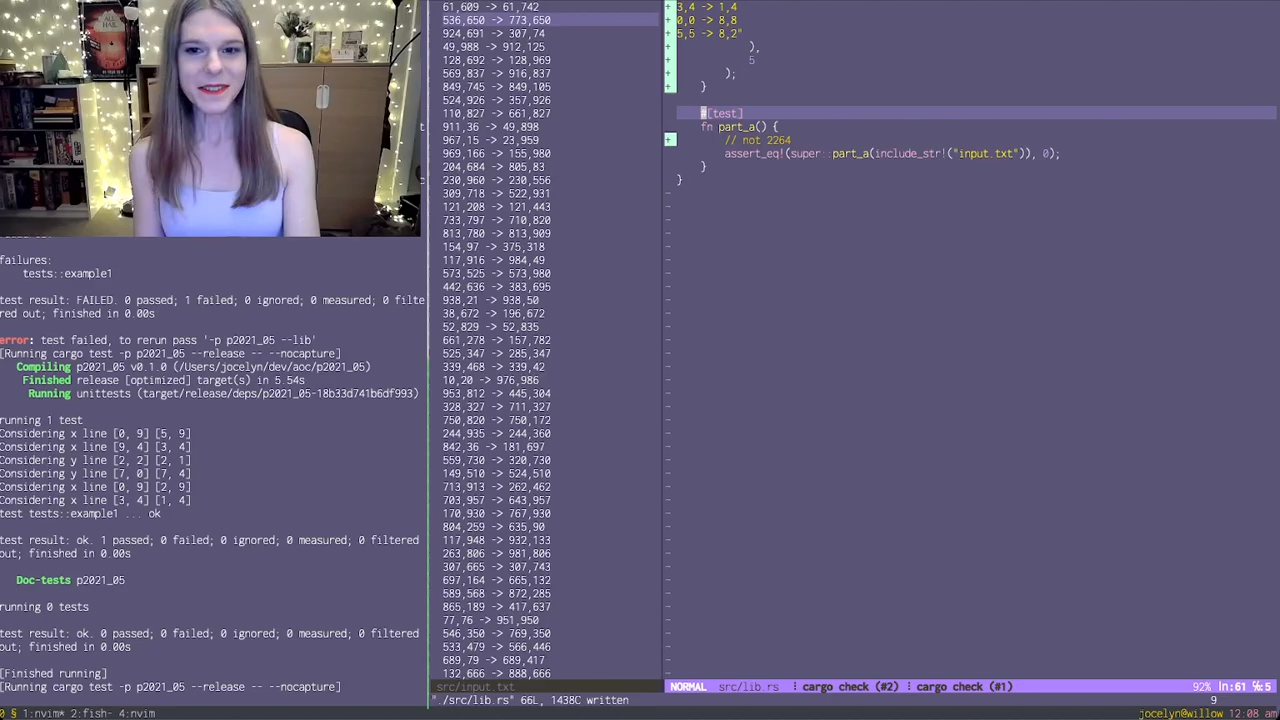 ALL
HAIL
failures:
tests::example1
test result: FAILED. 0 passed; 1 failed; 0 ignored; 0 measured; 0 filte
red out; finished in 0.00s
error: test failed, to rerun pass '-p p2021_05 --lib'
[Running cargo test -p p2021_05 --release -- --nocapture]
Compiling p2021_05 v0.1.0 (/Users/jocelyn/dev/aoc/p2021_05)
Finished release [optimized] target(s) in 5.54s
Running unittests (target/release/deps/p2021_05-18b33d741b6df993)
running 1 test
Considering x line [0, 9] [5, 9]
Considering x line [9, 4] [3, 4]
Considering y line [2, 2] [2, 1]
Considering y line [7, 0] [7, 4]
Considering x line [0, 9] [2, 9]
Considering x line [3, 4] [1, 4]
test tests::example1 ... ok
test result: ok. 1 passed; 0 failed; 0 ignored; 0 measured; 0 filtered
out; finished in 0.00s
Doc-tests p2021_05
running 0 tests
test result: ok. 0 passed; 0 failed; 0 ignored; 0 measured; 0 filtered
out; finished in 0.00s
[Finished running]
[Running cargo test -p p2021_05 --release -- --nocapture]
61,609 -> 61,742
536,650 -> 773,650
924,691 -> 307,74
49,988 -> 912,125
128,692 -> 128,969
569,837 -> 916,837
849,745 -> 849,105
524,926 -> 357,926
110,827 -> 661,827
911,36 -> 49,898
967,15 -> 23,959
969,166 -> 155,980
204,684 -> 805,83
230,960 -> 230,556
309,718 -> 522,931
121,208 -> 121,443
733,797 -> 710,820
813,780 -> 813,909
154,97 -> 375,318
117,916 -> 984,49
573,525 -> 573,980
442,636 -> 383,695
938,21 -> 938,50
38,672 -> 196,672
52,829 -> 52,835
661,278 -> 157,782
525,347 -> 285,347
339,468 -> 339,42
10,20 -> 976,986
953,812 -> 445,304
328,327 -> 711,327
750,820 -> 750,172
244,935 -> 244,360
842,36 -> 181,697
559,730 -> 320,730
149,510 -> 524,510
713,913 -> 262,462
703,957 -> 643,957
170,930 -> 767,930
804,259 -> 635,90
117,948 -> 932,133
263,806 -> 981,806
307,665 -> 307,743
697,164 -> 665,132
589,568 -> 872,285
865,189 -> 417,637
77,76 -> 951,950
546,350 -> 769,350
533,479 -> 566,446
689,79 -> 689,417
132,666 -> 888,666
src/input.txt
+ 3,4 -> 1,4
+ 0,0 -> 8,8
+ 5,5 -> 8,2"
+ ),
+ 5
+ );
+ }
#[test]
fn part_a() {
+ // not 2264
assert_eq!(super::part_a(include_str!("input.txt")), 0);
}
}
NORMAL src/lib.rs ⋮ cargo check (#2) ⋮ cargo check (#1) 92% ln:61 ℅:5
"./src/lib.rs" 66L, 1438C written 9
0 § 1:nvim* 2:fish- 4:nvim jocelyn@willow 12:08 am